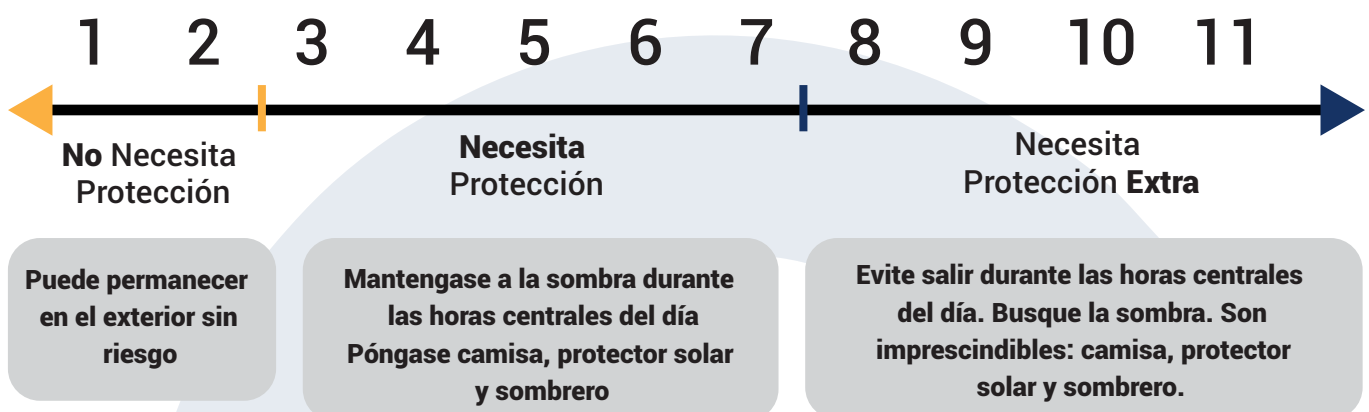 1 2 3 4 5 6 7 8 9 10 11
No Necesita
Protección
Necesita
Protección
Necesita
Protección Extra
Puede permanecer
en el exterior sin
riesgo
Mantengase a la sombra durante
las horas centrales del día
Póngase camisa, protector solar
y sombrero
Evite salir durante las horas centrales
del día. Busque la sombra. Son
imprescindibles: camisa, protector
solar y sombrero.